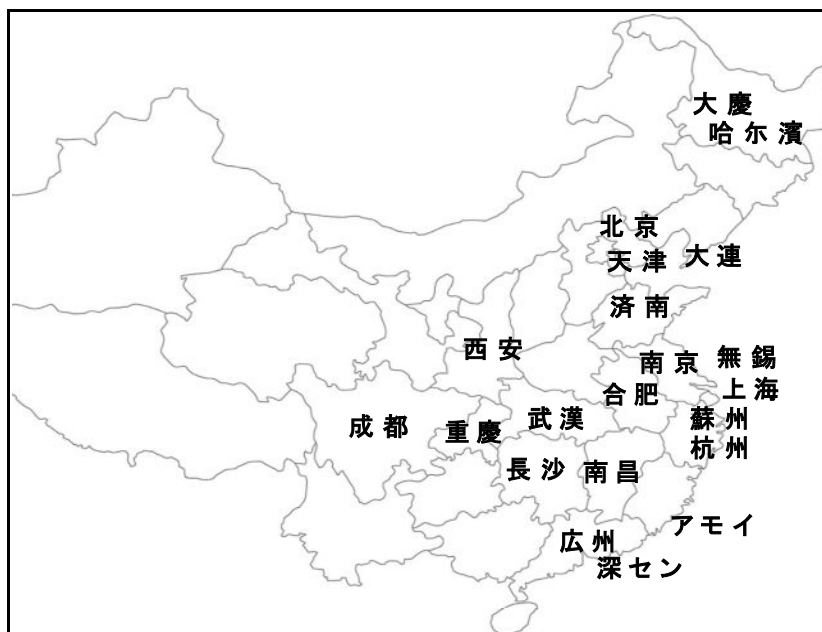 大慶
哈尔濱
北京
天津
大連
済南
西安
南京
無錫
合肥
上海
成都
重慶
武漢
蘇州
杭州
長沙
南昌
アモイ
広州
深セン